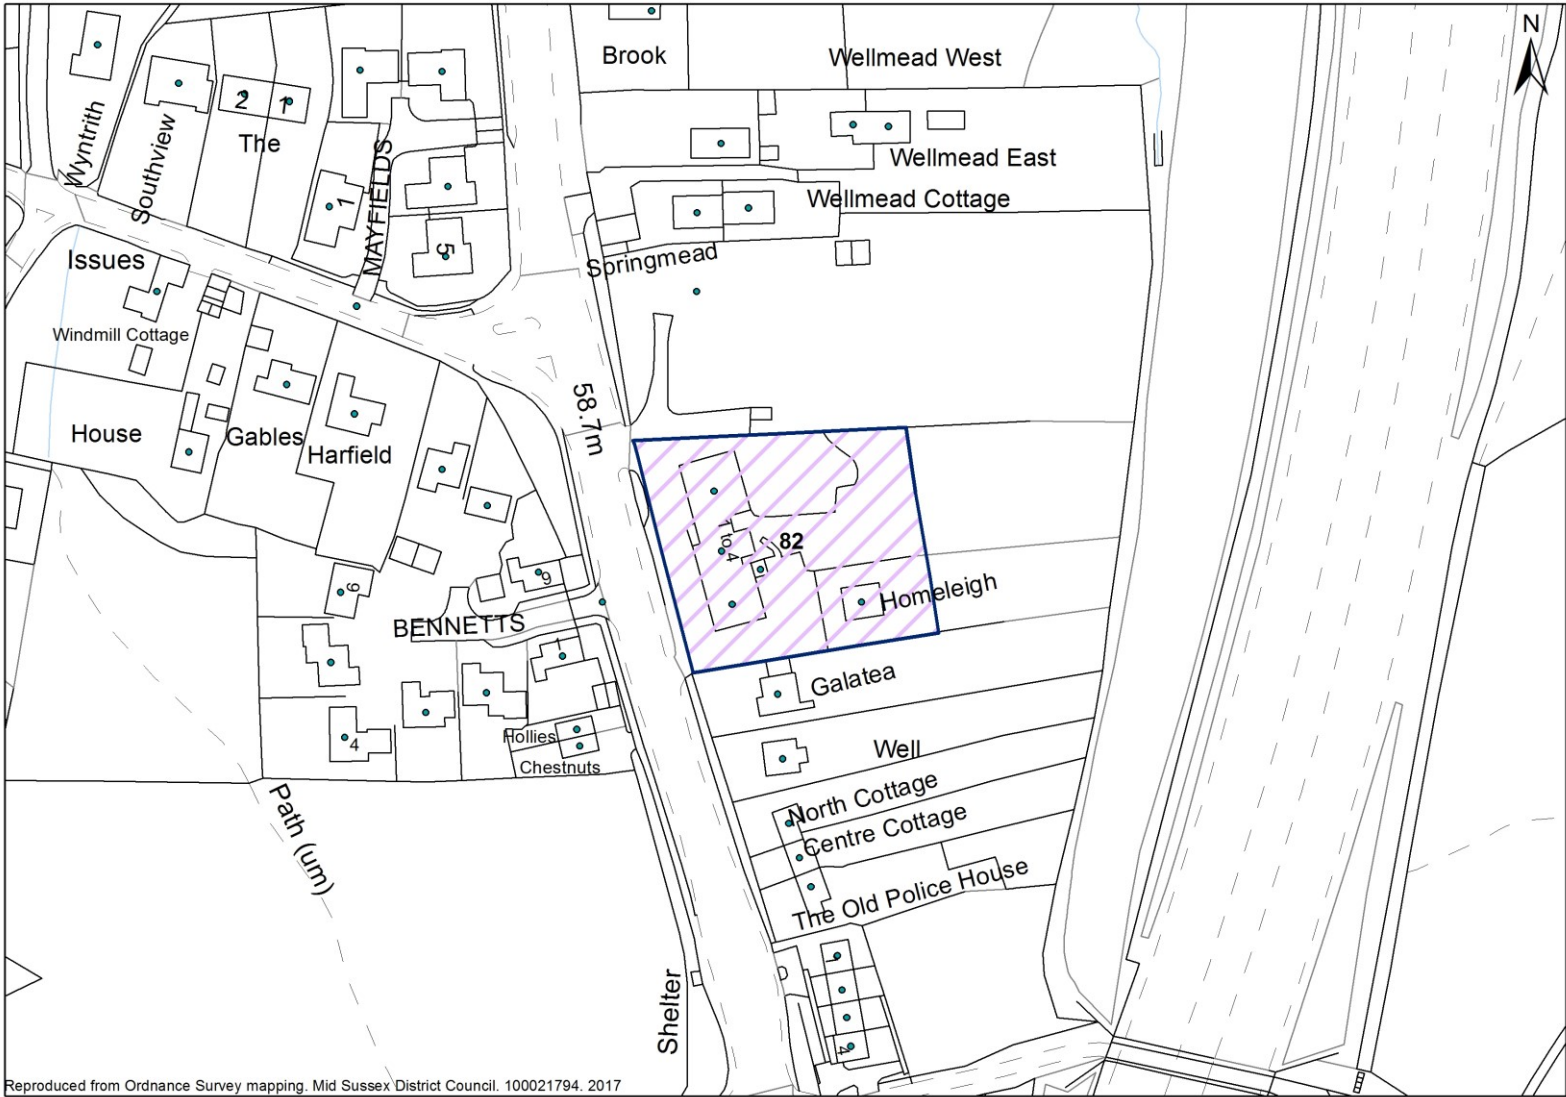 N
Brook
Wellmead West
2
1
The
Wyntrith
Southview
MAYFIELDS
1
5
Wellmead East
Wellmead Cottage
Springmead
Issues
Windmill Cottage
House
Gables
Harfield
58.7m
1 to 4
82
Homeleigh
9
9
BENNETTS
1
Galatea
4
Hollies
Chestnuts
Well
North Cottage
Centre Cottage
The Old Police House
Path (um)
Shelter
1
4
Reproduced from Ordnance Survey mapping. Mid Sussex District Council. 100021794. 2017